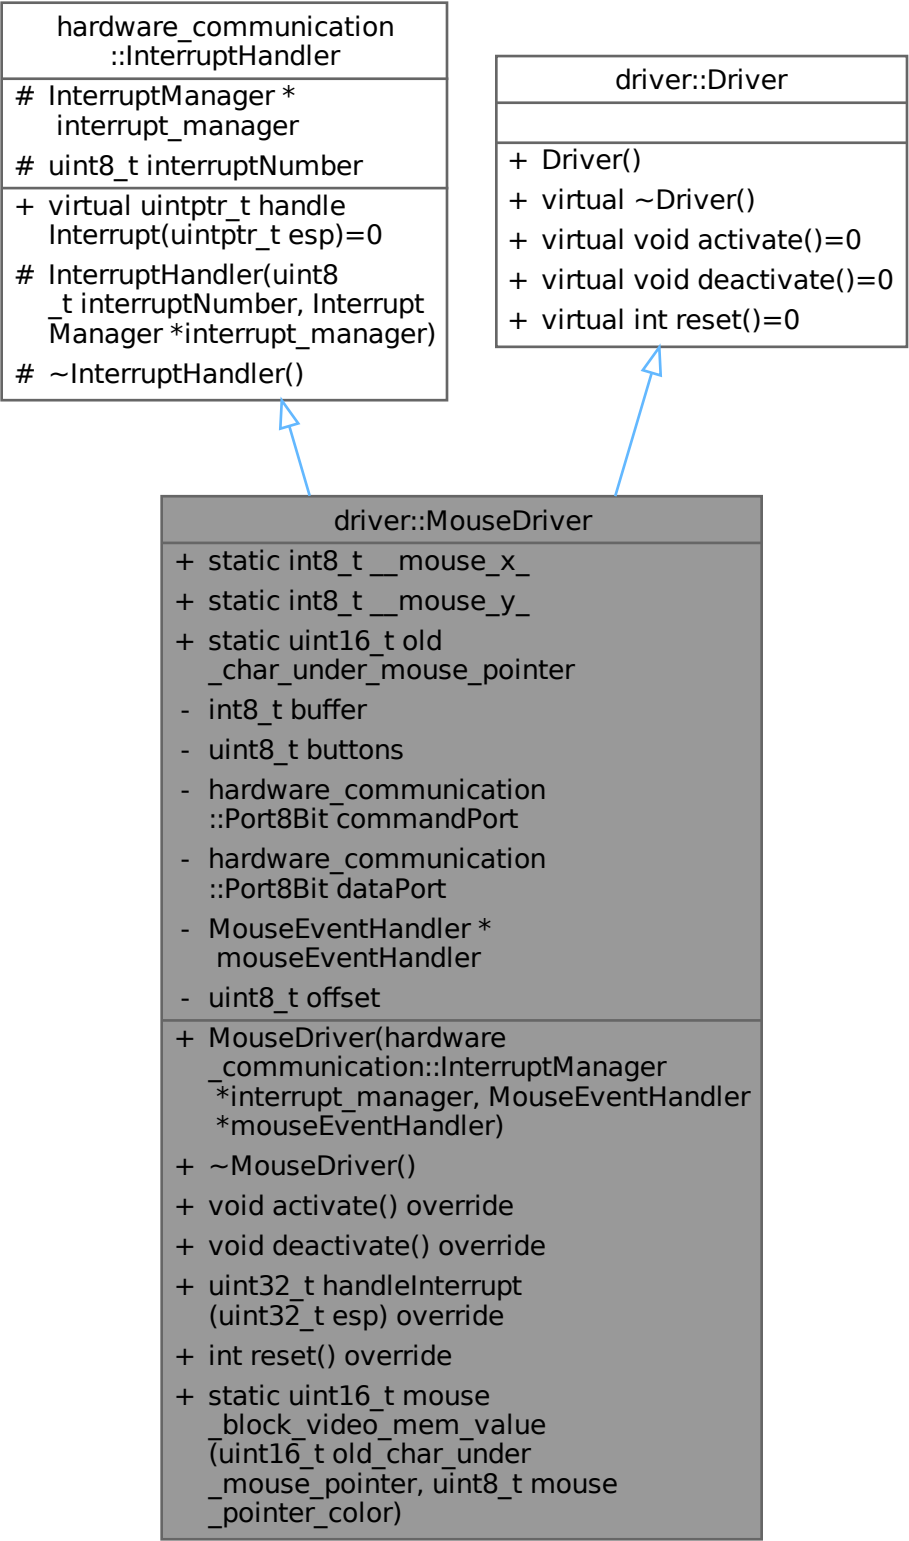 hardware_communication
::InterruptHandler
# InterruptManager *
interrupt_manager
# uint8_t interruptNumber
+ virtual uintptr_t handle
Interrupt(uintptr_t esp)=0
# InterruptHandler(uint8
_t interruptNumber, Interrupt
Manager *interrupt_manager)
# ~InterruptHandler()
driver::Driver
+ Driver()
+ virtual ~Driver()
+ virtual void activate()=0
+ virtual void deactivate()=0
+ virtual int reset()=0
driver::MouseDriver
+ static int8_t __mouse_x_
+ static int8_t __mouse_y_
+ static uint16_t old
_char_under_mouse_pointer
- int8_t buffer
- uint8_t buttons
- hardware_communication
::Port8Bit commandPort
- hardware_communication
::Port8Bit dataPort
- MouseEventHandler *
mouseEventHandler
- uint8_t offset
+ MouseDriver(hardware
_communication::InterruptManager
*interrupt_manager, MouseEventHandler
*mouseEventHandler)
+ ~MouseDriver()
+ void activate() override
+ void deactivate() override
+ uint32_t handleInterrupt
(uint32_t esp) override
+ int reset() override
+ static uint16_t mouse
_block_video_mem_value
(uint16_t old_char_under
_mouse_pointer, uint8_t mouse
_pointer_color)